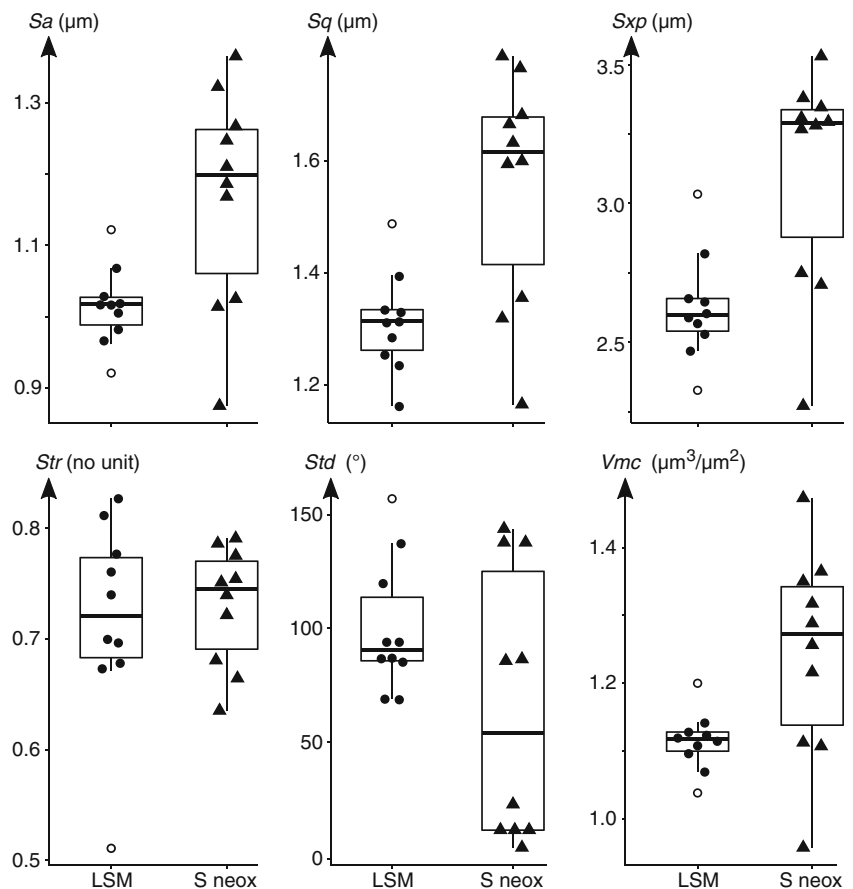 Sa (µm)
Sq (µm)
Sxp (µm)
1.3
1.1
0.9
1.6
1.4
1.2
3.5
3.0
2.5
Str (no unit)
Std (°)
Vmc (µm³/µm²)
0.8
0.7
0.6
0.5
150
100
50
0
1.4
1.2
1.0
LSM
S neox
LSM
S neox
LSM
S neox